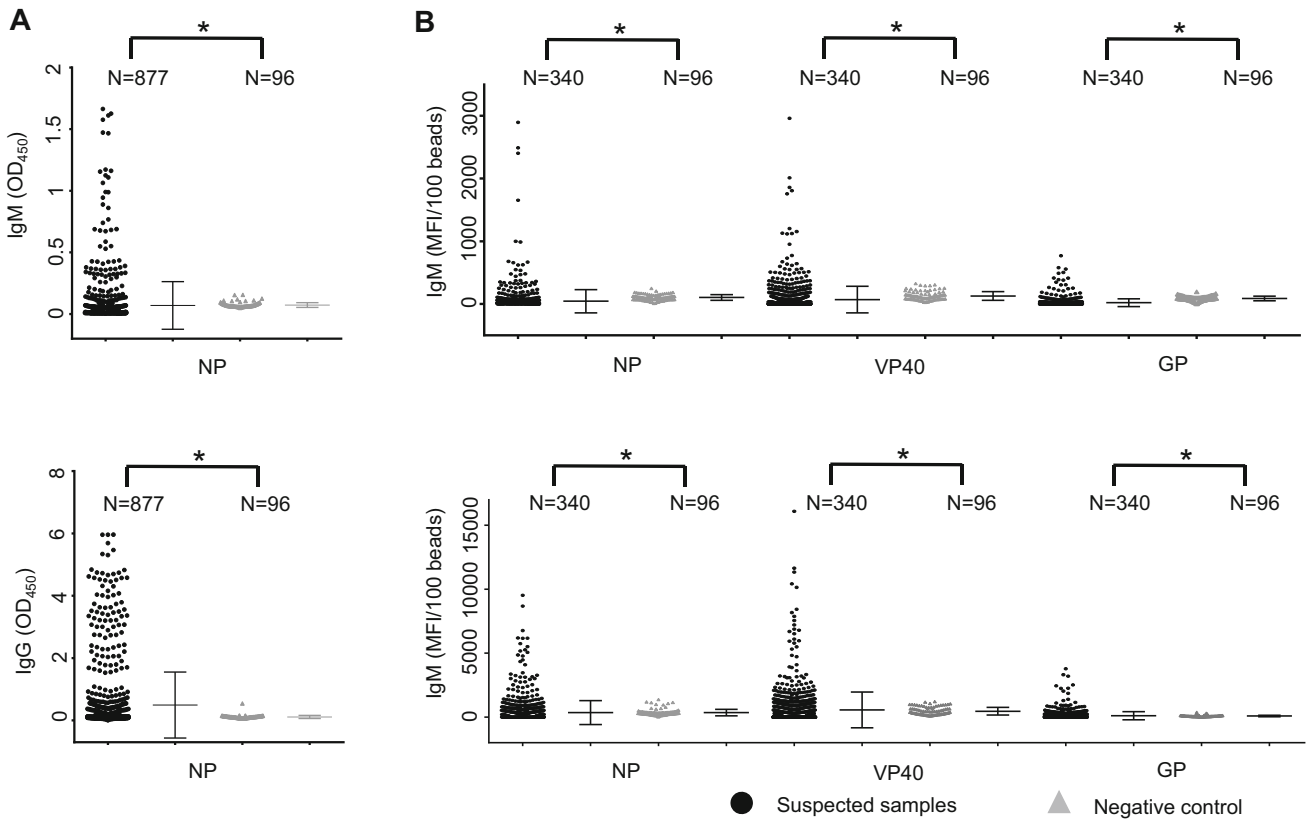 A
*
N=877 N=96
IgM (OD450)
2
1.5
1
0.5
0
NP
B
* * *
N=340 N=96 N=340 N=96 N=340 N=96
IgM (MFI/100 beads)
3000
2000
1000
0
NP VP40 GP
*
N=877 N=96
IgG (OD450)
8
6
4
2
0
NP
* * *
N=340 N=96 N=340 N=96 N=340 N=96
IgM (MFI/100 beads)
15000
10000
5000
0
NP VP40 GP
Suspected samples Negative control